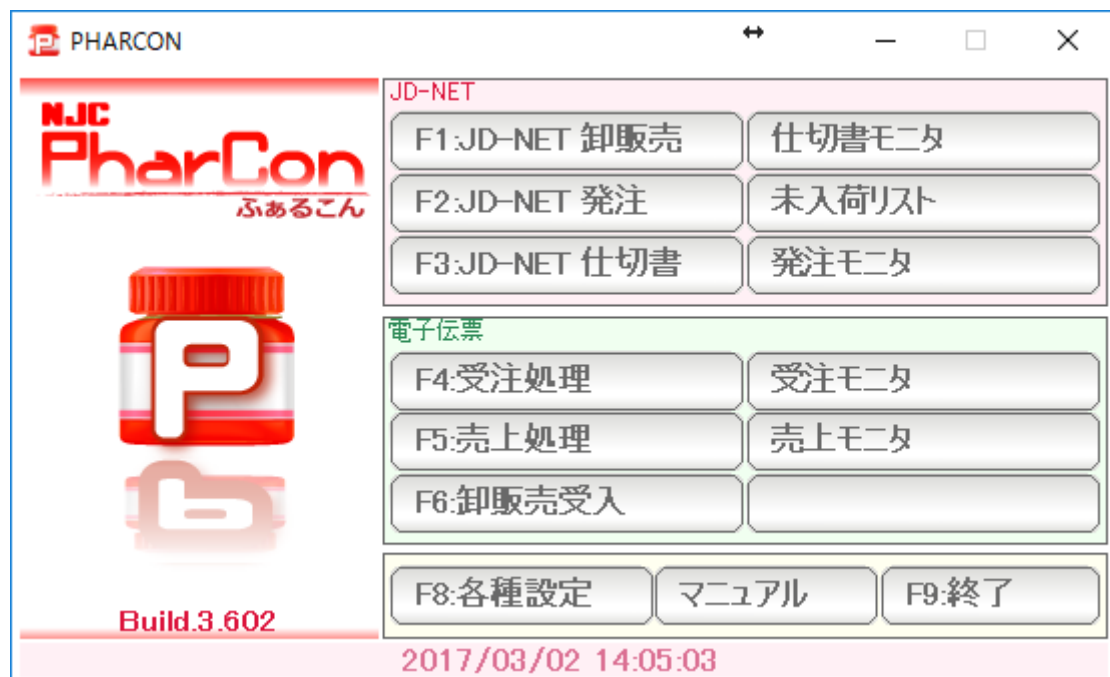 PHARCON
NJC
PharCon
ふぁるこん
P
Build.3.602
JD-NET
F1:JD-NET 卸販売
仕切書モニタ
F2:JD-NET 発注
未入荷リスト
F3:JD-NET 仕切書
発注モニタ
電子伝票
F4:受注処理
受注モニタ
F5:売上処理
売上モニタ
F6:卸販売受入
F8:各種設定
マニュアル
F9:終了
2017/03/02 14:05:03